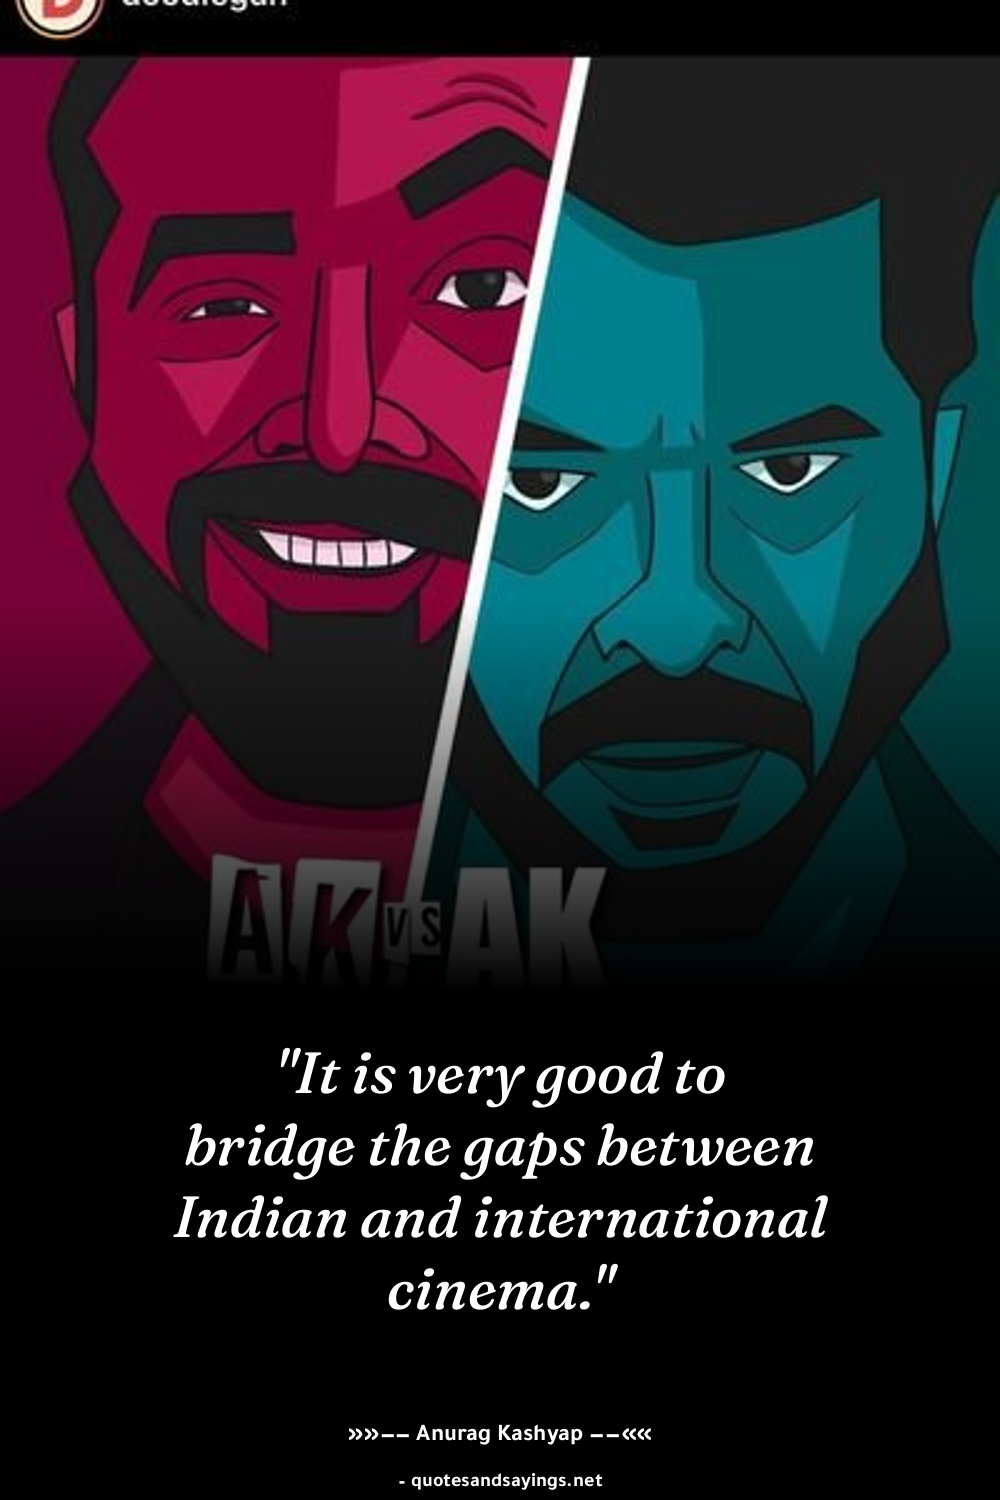 AK vs AK
"It is very good to
bridge the gaps between
Indian and international
cinema."
»»–– Anurag Kashyap ––««
- quotesandsayings.net